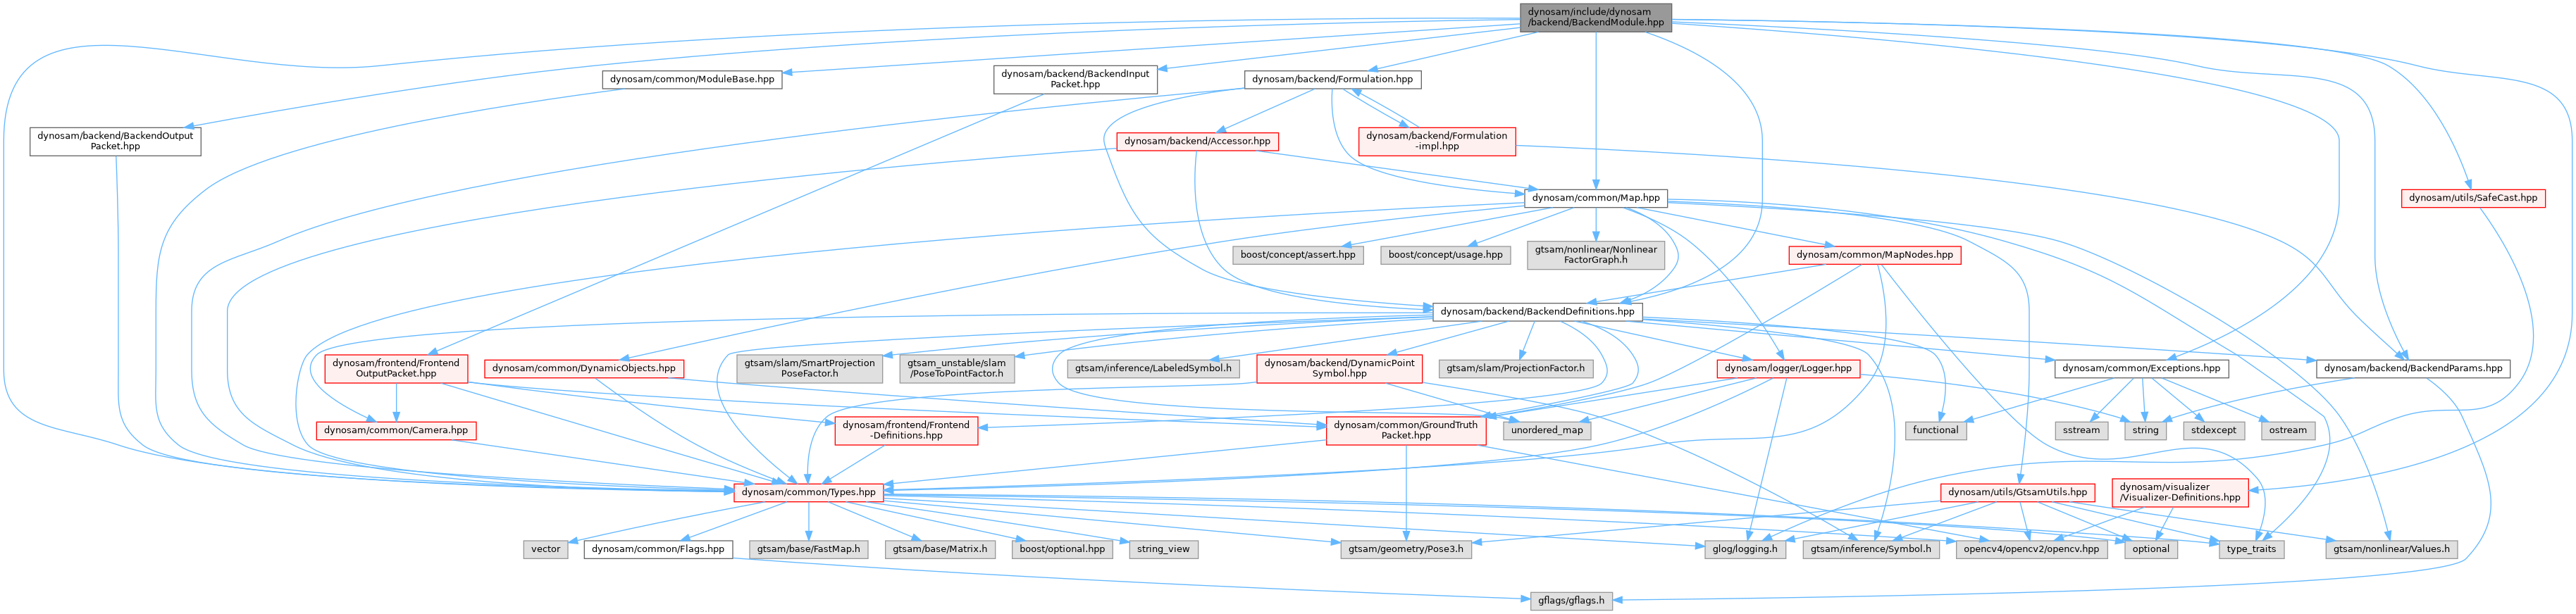 dynosam/include/dynosam
/backend/BackendModule.hpp
dynosam/common/ModuleBase.hpp
dynosam/backend/BackendInput
Packet.hpp
dynosam/backend/Formulation.hpp
dynosam/backend/BackendOutput
Packet.hpp
dynosam/backend/Accessor.hpp
dynosam/backend/Formulation
-impl.hpp
dynosam/common/Map.hpp
dynosam/utils/SafeCast.hpp
boost/concept/assert.hpp
boost/concept/usage.hpp
gtsam/nonlinear/Nonlinear
FactorGraph.h
dynosam/common/MapNodes.hpp
dynosam/backend/BackendDefinitions.hpp
dynosam/frontend/Frontend
OutputPacket.hpp
dynosam/common/DynamicObjects.hpp
gtsam/slam/SmartProjection
PoseFactor.h
gtsam_unstable/slam
/PoseToPointFactor.h
gtsam/inference/LabeledSymbol.h
dynosam/backend/DynamicPoint
Symbol.hpp
gtsam/slam/ProjectionFactor.h
dynosam/logger/Logger.hpp
dynosam/common/Exceptions.hpp
dynosam/backend/BackendParams.hpp
dynosam/common/Camera.hpp
dynosam/frontend/Frontend
-Definitions.hpp
unordered_map
dynosam/common/GroundTruth
Packet.hpp
functional
sstream
string
stdexcept
ostream
dynosam/common/Types.hpp
dynosam/utils/GtsamUtils.hpp
dynosam/visualizer
/Visualizer-Definitions.hpp
vector
dynosam/common/Flags.hpp
gtsam/base/FastMap.h
gtsam/base/Matrix.h
boost/optional.hpp
string_view
gtsam/geometry/Pose3.h
glog/logging.h
gtsam/inference/Symbol.h
opencv4/opencv2/opencv.hpp
optional
type_traits
gtsam/nonlinear/Values.h
gflags/gflags.h